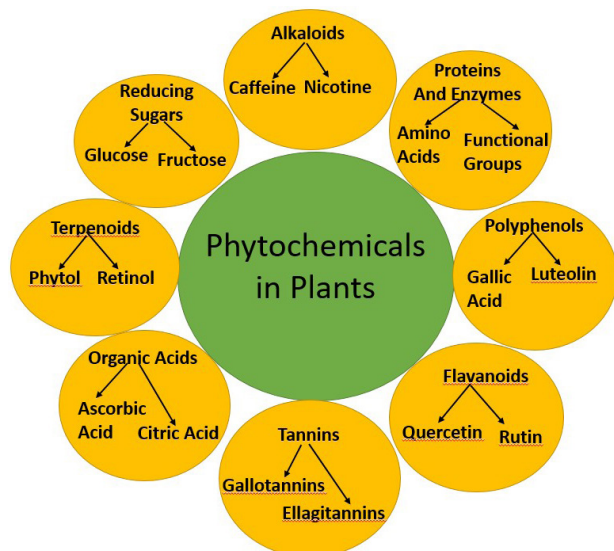 Phytochemicals
in Plants
Alkaloids
Caffeine Nicotine
Proteins
And Enzymes
Amino
Acids
Functional
Groups
Polyphenols
Gallic
Acid
Luteolin
Flavanoids
Quercetin
Rutin
Tannins
Gallotannins
Ellagitannins
Organic Acids
Ascorbic
Acid
Citric Acid
Terpenoids
Phytol Retinol
Reducing
Sugars
Glucose
Fructose